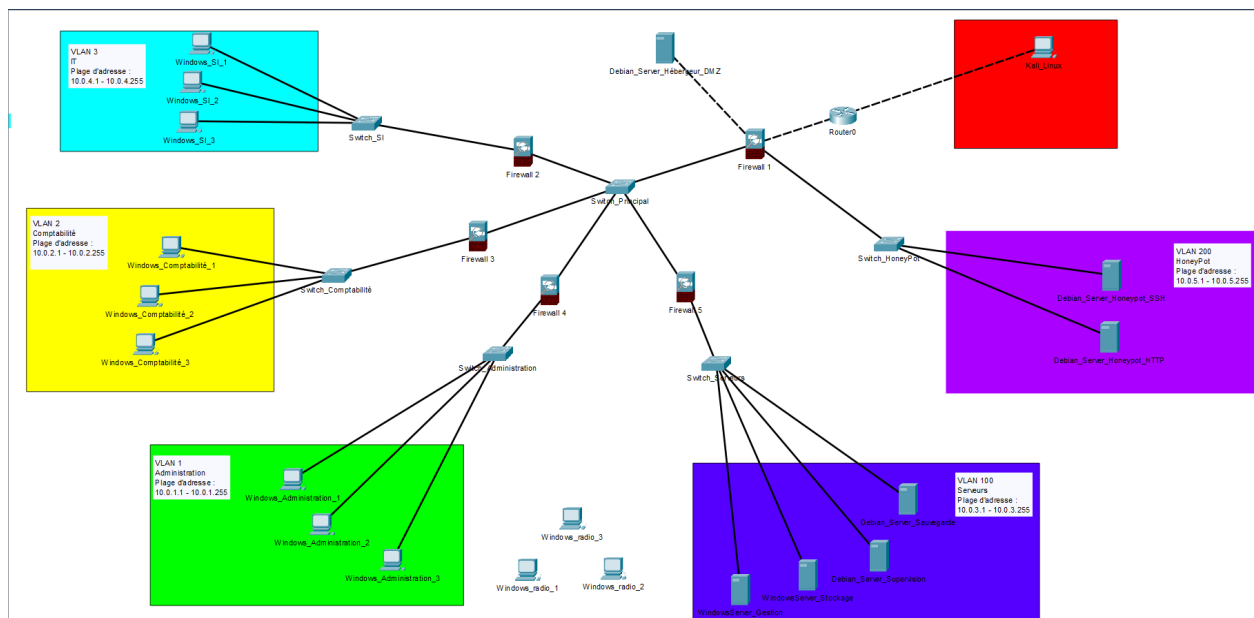 VLAN 3
IT
Plage d'adresse :
10.0.4.1 - 10.0.4.255
Windows_SI_1
Windows_SI_2
Windows_SI_3
Switch_SI
Firewall 2
Debian_Server_Hébergeur_DMZ
Firewall 1
Router0
Kali_Linux
Switch_Principal
VLAN 2
Comptabilité
Plage d'adresse :
10.0.2.1 - 10.0.2.255
Windows_Comptabilité_1
Windows_Comptabilité_2
Windows_Comptabilité_3
Switch_Comptabilité
Firewall 3
Firewall 4
Firewall 5
Switch_HoneyPot
VLAN 200
HoneyPot
Plage d'adresse :
10.0.5.1 - 10.0.5.255
Debian_Server_Honeypot_SSH
Debian_Server_Honeypot_HTTP
Switch_Administration
Switch_Serveurs
VLAN 1
Administration
Plage d'adresse :
10.0.1.1 - 10.0.1.255
Windows_Administration_1
Windows_Administration_2
Windows_Administration_3
Windows_radio_3
Windows_radio_1
Windows_radio_2
VLAN 100
Serveurs
Plage d'adresse :
10.0.3.1 - 10.0.3.255
Debian_Server_Sauvegarde
Debian_Server_Supervision
WindowsServer_Stockage
WindowsServer_Gestion